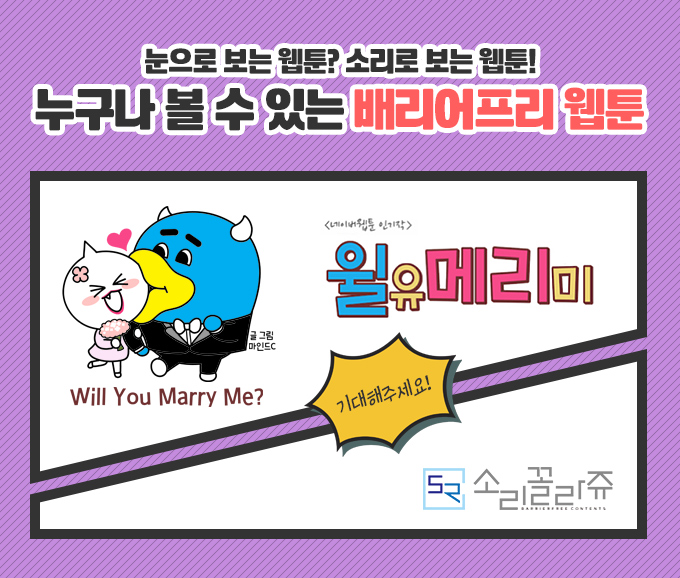 눈으로 보는 웹툰? 소리로 보는 웹툰!
누구나 볼 수 있는 배리어프리 웹툰
<네이버웹툰 인기작>
윌유메리미
글 그림
마인드C
Will You Marry Me?
기대해주세요!
SR 소리꼴라쥬
BARRIERFREE CONTENTS